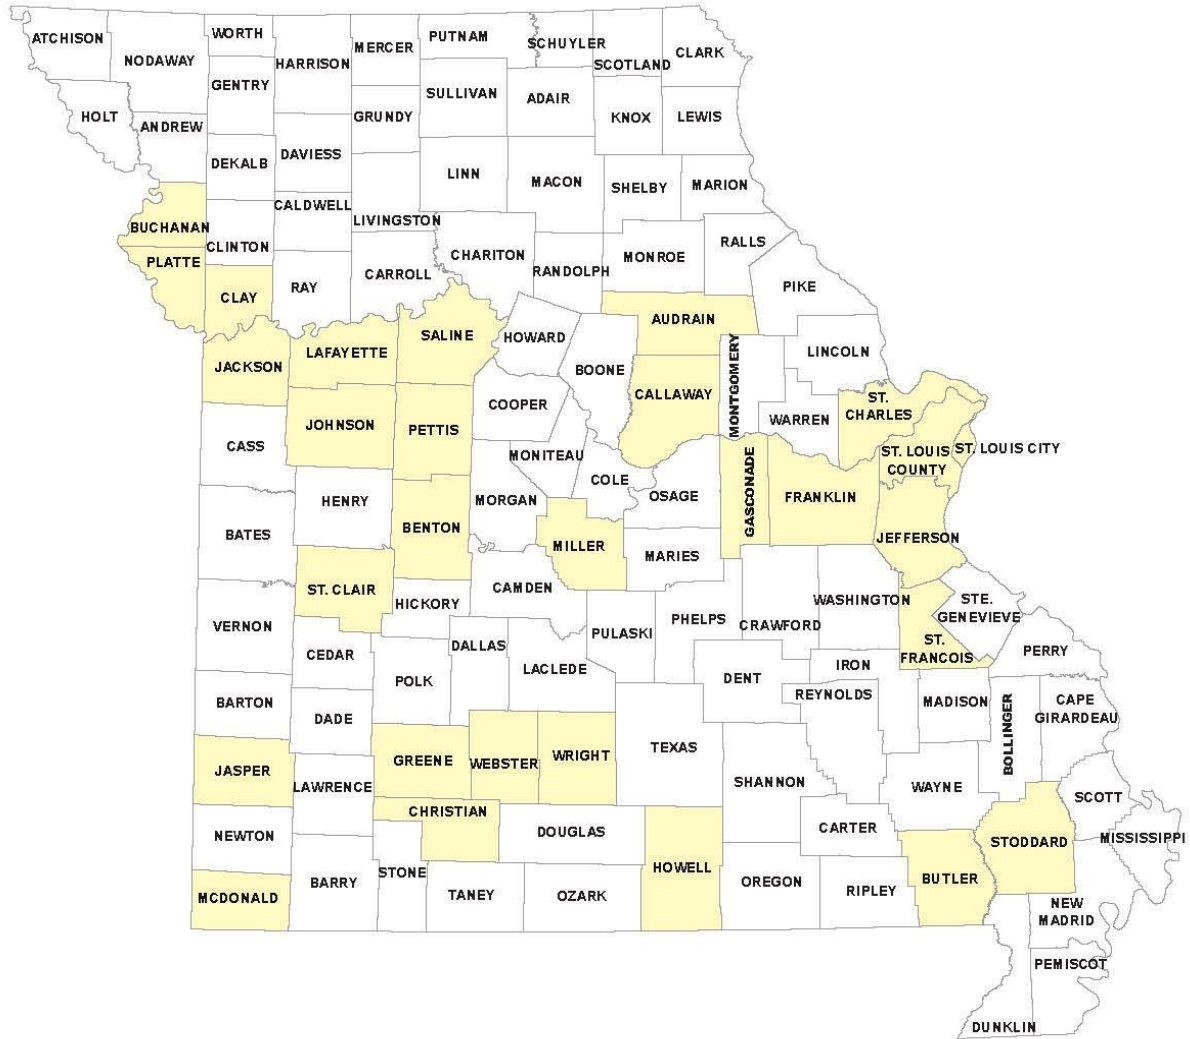 ATCHISON
NODAWAY
WORTH
HARRISON
MERCER
PUTNAM
SCHUYLER
SCOTLAND
CLARK
HOLT
ANDREW
GENTRY
GRUNDY
SULLIVAN
ADAIR
KNOX
LEWIS
DEKALB
DAVIESS
LINN
MACON
SHELBY
MARION
BUCHANAN
CLINTON
CALDWELL
LIVINGSTON
CHARITON
RANDOLPH
MONROE
RALLS
PLATTE
CLAY
RAY
CARROLL
PIKE
JACKSON
LAFAYETTE
SALINE
HOWARD
BOONE
AUDRAIN
MONTGOMERY
LINCOLN
CALLAWAY
WARREN
ST.
CHARLES
ST. LOUIS
COUNTY
ST. LOUIS CITY
CASS
JOHNSON
PETTIS
COOPER
MONITEAU
COLE
OSAGE
GASCONADE
FRANKLIN
JEFFERSON
BATES
HENRY
BENTON
MORGAN
MILLER
MARIES
ST. CLAIR
HICKORY
CAMDEN
PULASKI
PHELPS
CRAWFORD
WASHINGTON
STE.
GENEVIEVE
ST.
FRANCOIS
PERRY
VERNON
CEDAR
POLK
DALLAS
LACLEDE
DENT
IRON
REYNOLDS
MADISON
BOLLINGER
CAPE
GIRARDEAU
BARTON
DADE
GREENE
WEBSTER
WRIGHT
TEXAS
SHANNON
WAYNE
SCOTT
JASPER
LAWRENCE
CHRISTIAN
DOUGLAS
CARTER
STODDARD
MISSISSIPPI
NEWTON
BARRY
STONE
TANEY
OZARK
HOWELL
OREGON
RIPLEY
BUTLER
NEW
MADRID
MCDONALD
PEMISCOT
DUNKLIN